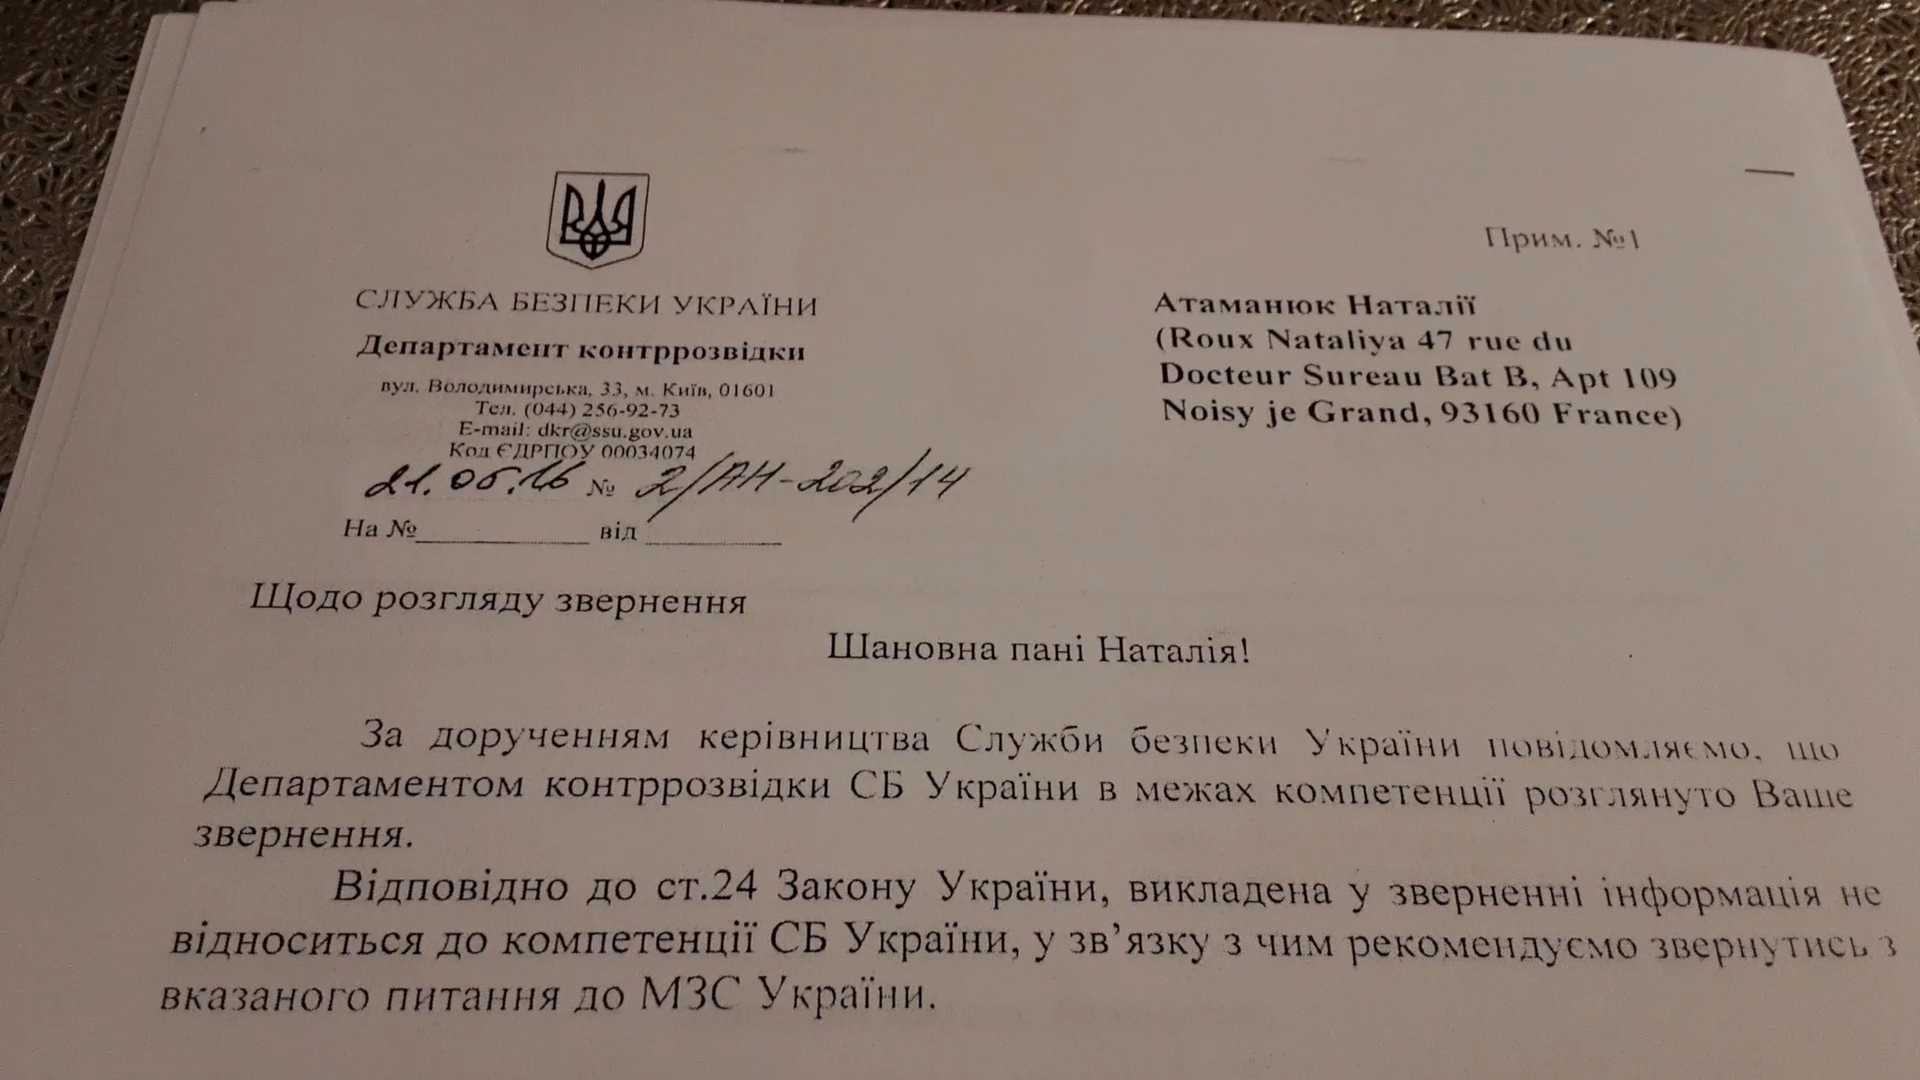 Прим. №1
СЛУЖБА БЕЗПЕКИ УКРАЇНИ
Департамент контррозвідки
вул. Володимирська, 33, м. Київ, 01601
Тел. (044) 256-92-73
E-mail: dkr@ssu.gov.ua
Код ЄДРПОУ 00034074
21.06.16 № 2/АН-202/14
На № від
Атаманюк Наталії
(Roux Nataliya 47 rue du
Docteur Sureau Bat B, Apt 109
Noisy je Grand, 93160 France)
Щодо розгляду звернення
Шановна пані Наталія!
За дорученням керівництва Служби безпеки України повідомляємо, що
Департаментом контррозвідки СБ України в межах компетенції розглянуто Ваше
звернення.
Відповідно до ст.24 Закону України, викладена у зверненні інформація не
відноситься до компетенції СБ України, у зв’язку з чим рекомендуємо звернутись з
вказаного питання до МЗС України.